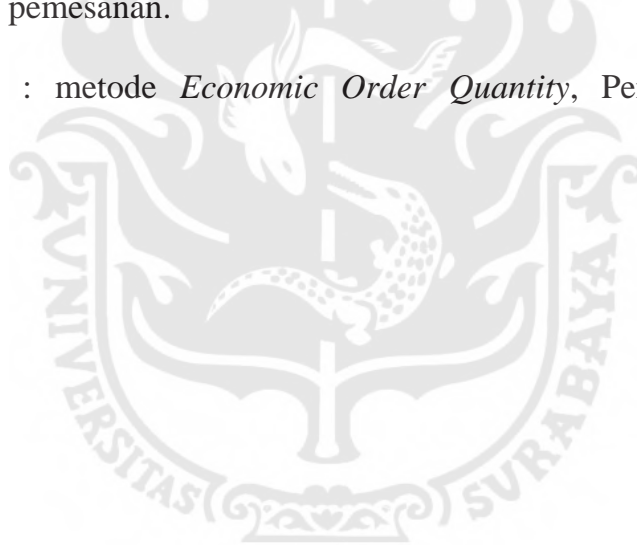 pemesanan.
: metode Economic Order Quantity, Pe
UNIVERSITAS SURABAYA